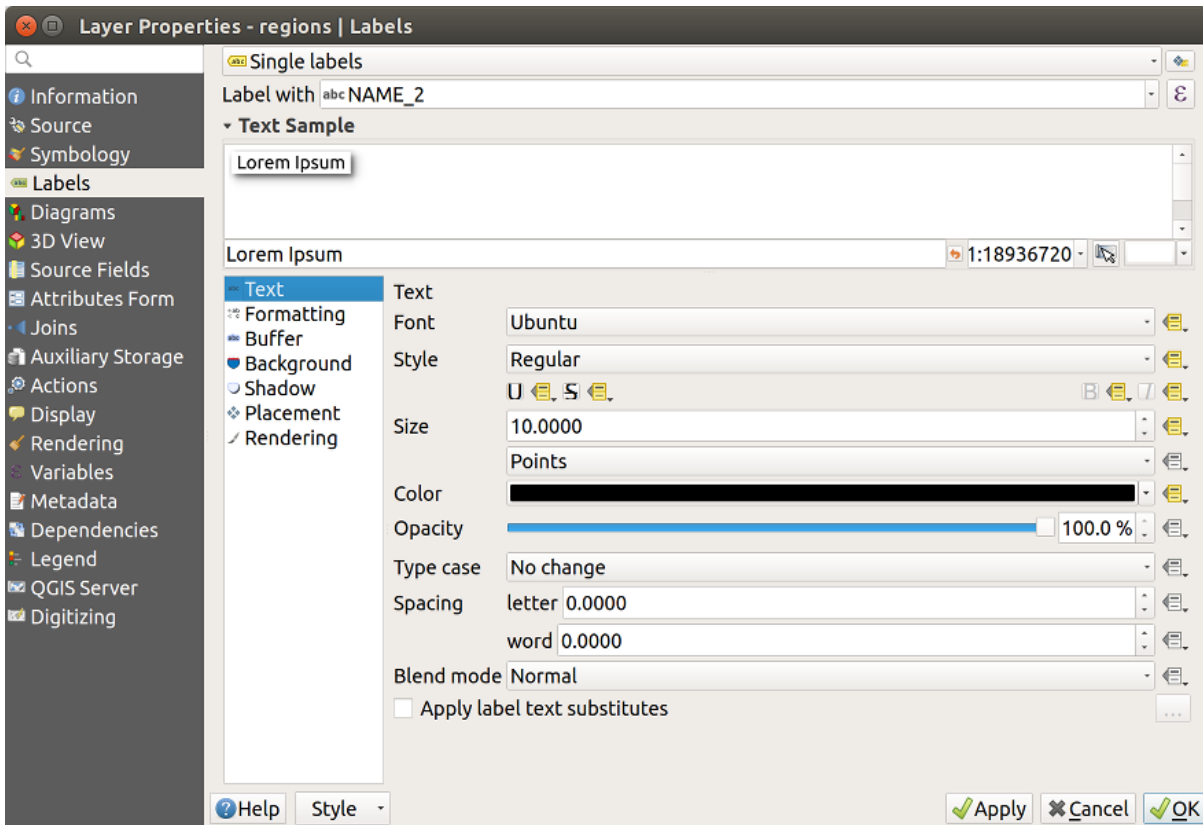 Layer Properties - regions | Labels
Information
Source
Symbology
Labels
Diagrams
3D View
Source Fields
Attributes Form
Joins
Auxiliary Storage
Actions
Display
Rendering
Variables
Metadata
Dependencies
Legend
QGIS Server
Digitizing
Single labels
Label with abc NAME_2 ε
Text Sample
Lorem Ipsum
Lorem Ipsum 1:18936720
Text
Formatting
Buffer
Background
Shadow
Placement
Rendering
Text
Font Ubuntu
Style Regular
U S B I
Size 10.0000
Points
Color
Opacity 100.0 %
Type case No change
Spacing letter 0.0000
word 0.0000
Blend mode Normal
Apply label text substitutes ...
Help Style Apply Cancel OK